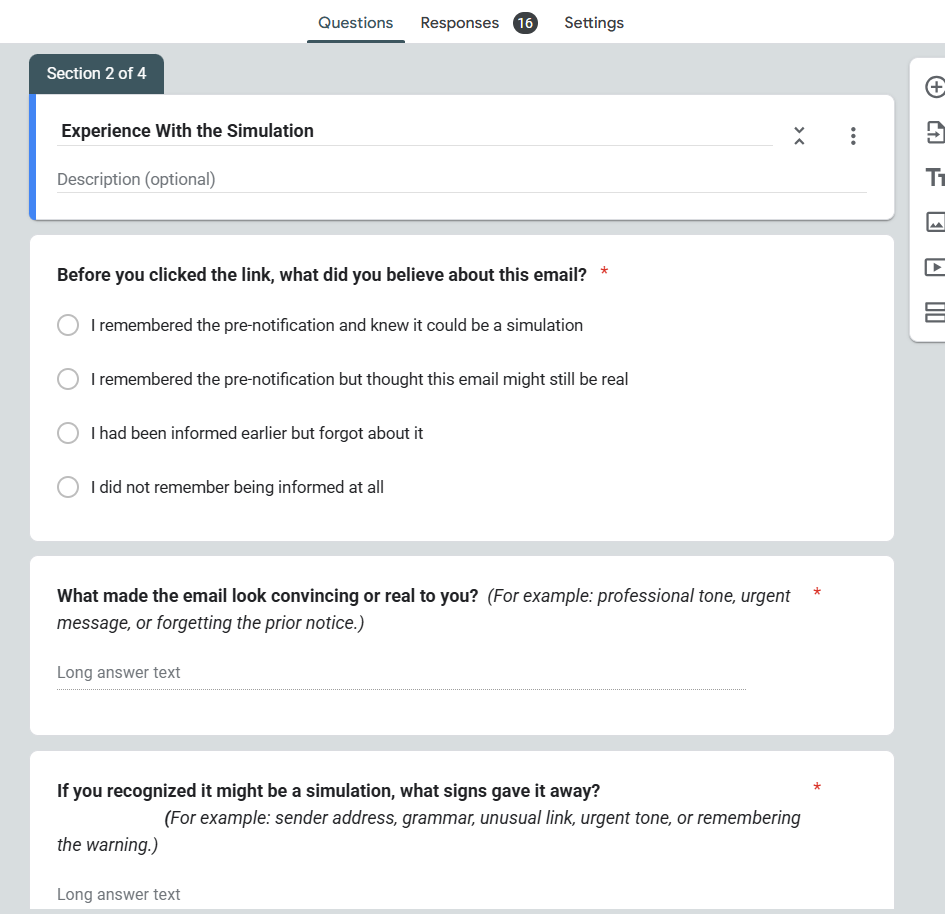 Questions Responses 16 Settings
Section 2 of 4
Experience With the Simulation
Description (optional)
Before you clicked the link, what did you believe about this email? *
I remembered the pre-notification and knew it could be a simulation
I remembered the pre-notification but thought this email might still be real
I had been informed earlier but forgot about it
I did not remember being informed at all
What made the email look convincing or real to you? (For example: professional tone, urgent *
message, or forgetting the prior notice.)
Long answer text
If you recognized it might be a simulation, what signs gave it away? *
(For example: sender address, grammar, unusual link, urgent tone, or remembering
the warning.)
Long answer text